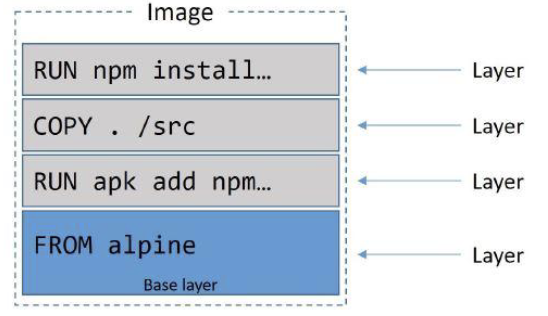 Image
RUN npm install… Layer
COPY . /src Layer
RUN apk add npm… Layer
FROM alpine Layer
Base layer